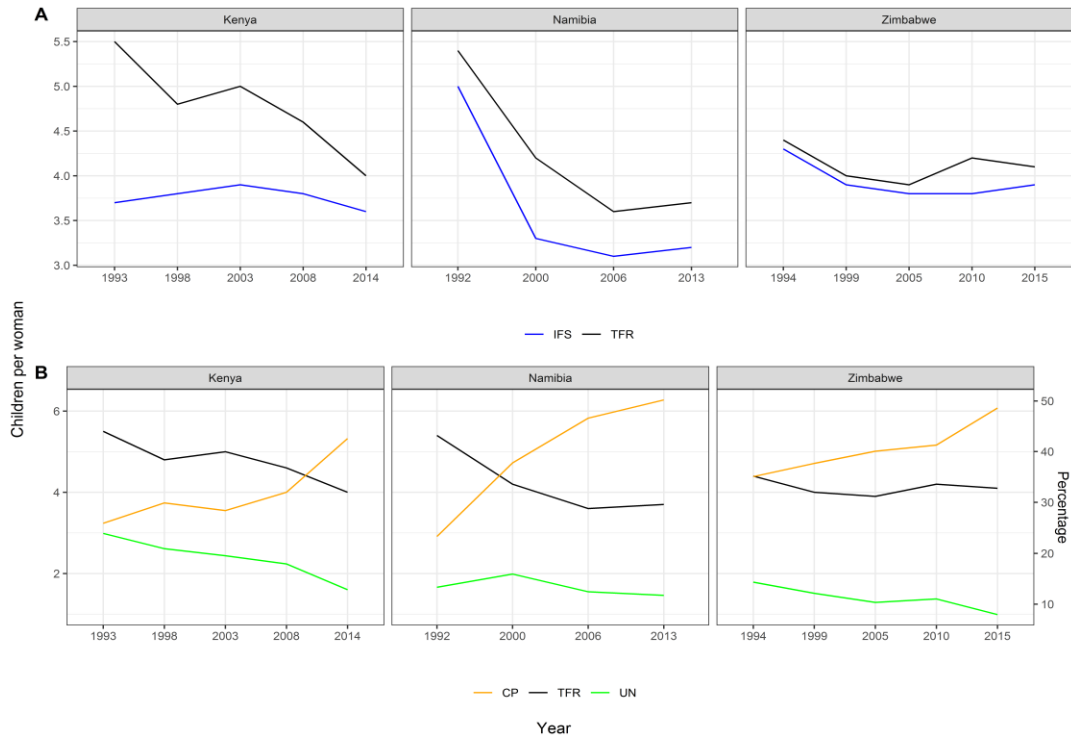 A
Kenya Namibia Zimbabwe
5.5
5.0
4.5
4.0
3.5
3.0
1993 1998 2003 2008 2014 1992 2000 2006 2013 1994 1999 2005 2010 2015
Children per woman
IFS TFR
B
Kenya Namibia Zimbabwe
6
4
2
50
40
30
20
10
Percentage
1993 1998 2003 2008 2014 1992 2000 2006 2013 1994 1999 2005 2010 2015
CP TFR UN
Year